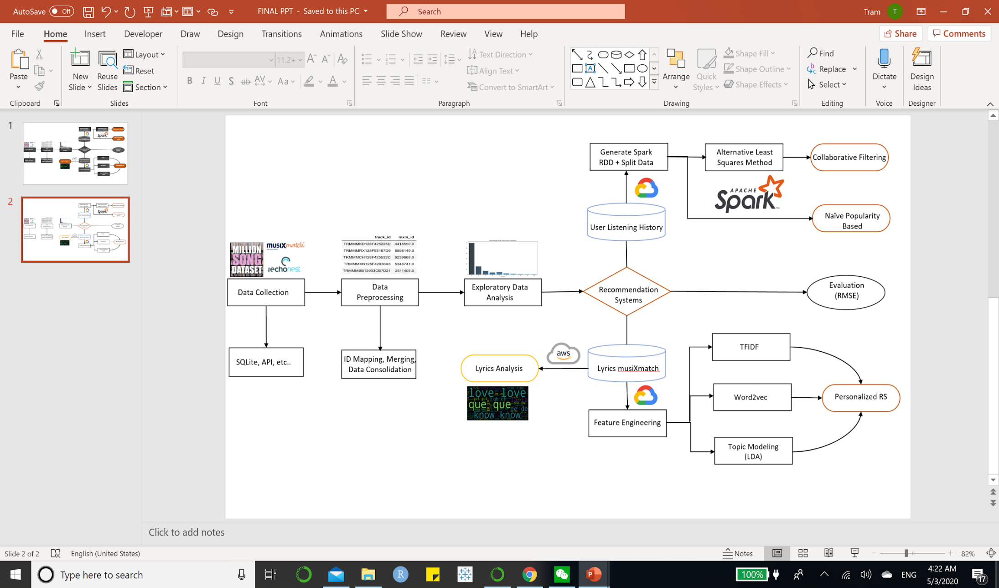 AutoSave Off
FINAL PPT - Saved to this PC
Search
Tram T
File Home Insert Developer Draw Design Transitions Animations Slide Show Review View Help
Share Comments
Paste
New Slide
Reuse Slides
Layout
Reset
Section
11.2+
Text Direction
Align Text
Convert to SmartArt
Arrange
Quick Styles
Shape Fill
Shape Outline
Shape Effects
Find
Replace
Select
Dictate
Design Ideas
Clipboard Slides Font Paragraph Drawing Editing Voice Designer
1
2
Generate Spark
RDD + Split Data
Alternative Least
Squares Method
Collaborative Filtering
APACHE
Spark
User Listening History
Naïve Popularity
Based
MILLION
SONG
DATASET
musiXmatch
the echonest
track_id mxm_id
TRMMMKD128F425225D 4418550.0
TRMMMRX128F93187D9 8898149.0
TRMMMCH128F425532C 9239868.0
TRMMMXN128F42936A5 5346741.0
TRMMMBB12903CB7D21 2511405.0
Data Collection
Data
Preprocessing
Exploratory Data
Analysis
Recommendation
Systems
Evaluation
(RMSE)
SQLite, API, etc..
ID Mapping, Merging,
Data Consolidation
Lyrics Analysis
aws
Lyrics musiXmatch
love love
que que
know know
Feature Engineering
TFIDF
Word2vec
Topic Modeling
(LDA)
Personalized RS
Click to add notes
Slide 2 of 2 English (United States) Notes 82%
Type here to search
100% ENG
4:22 AM
5/3/2020
17